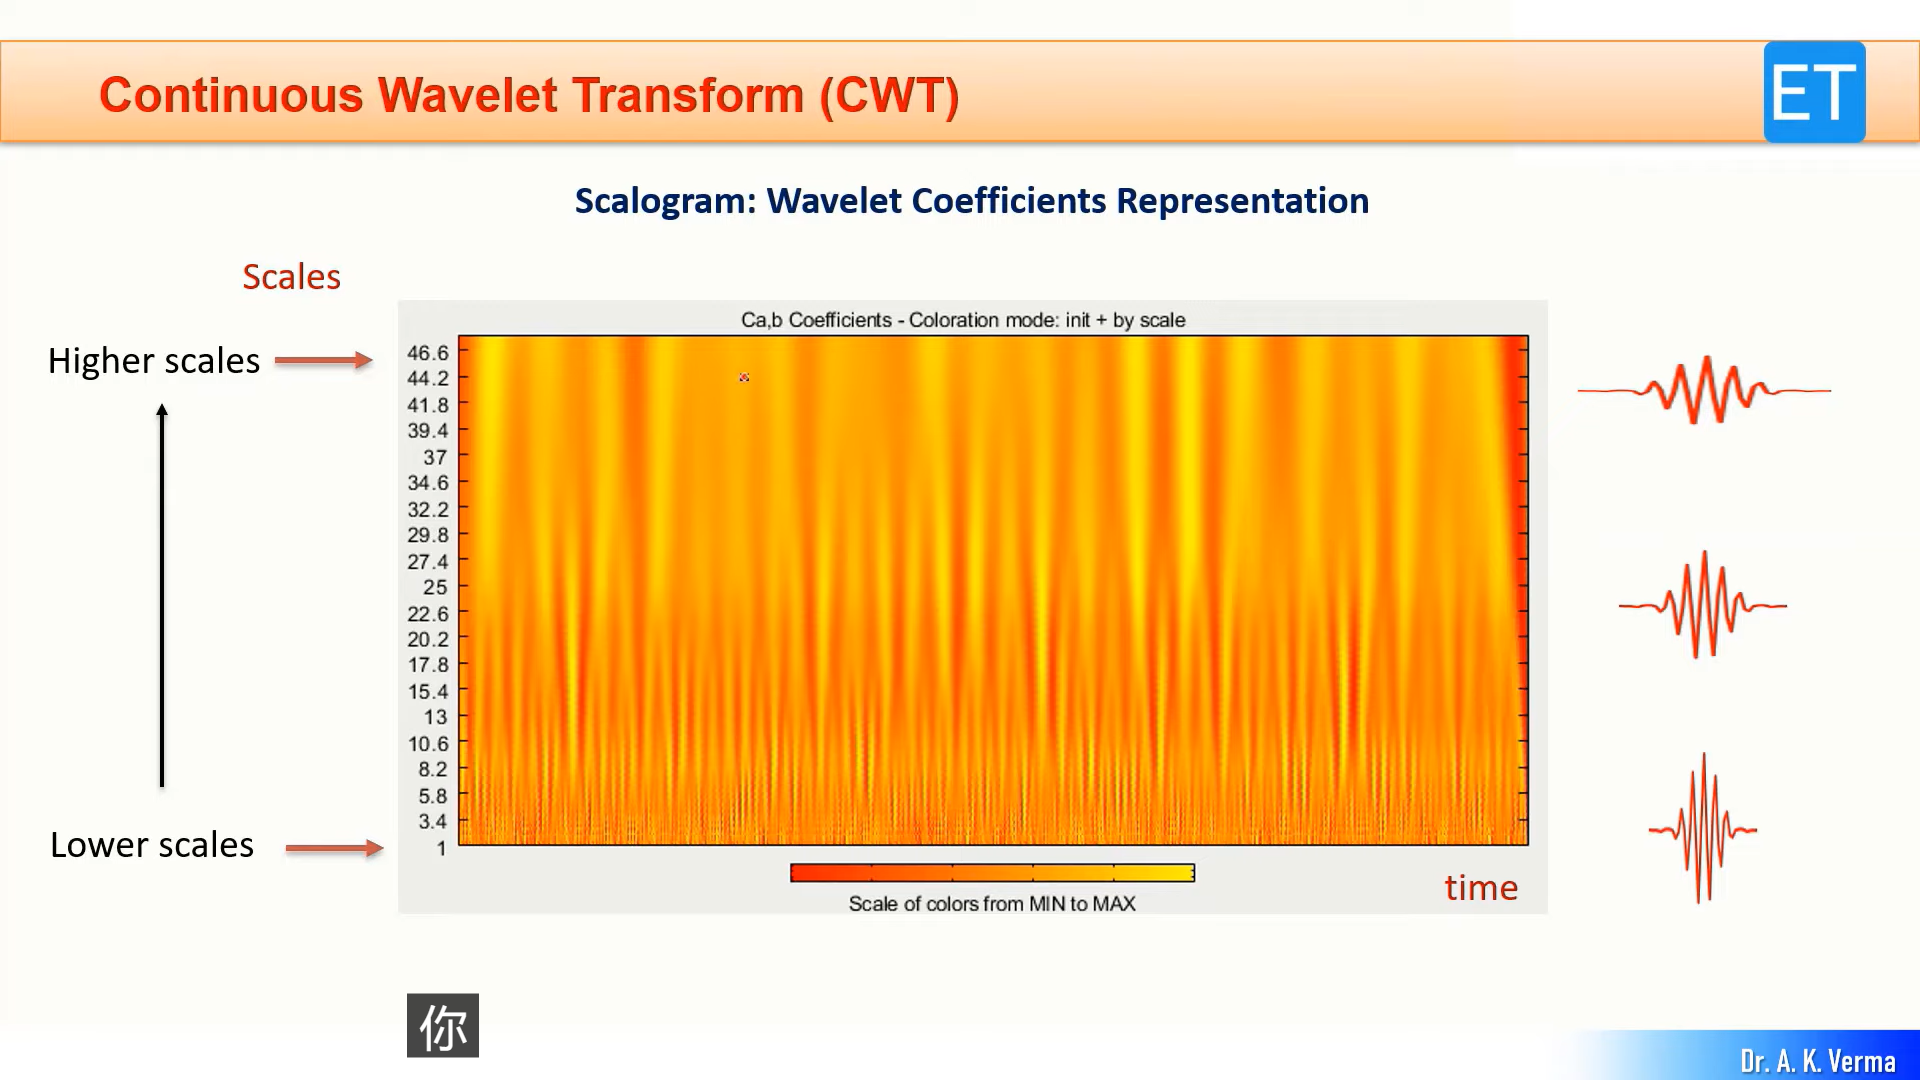 Continuous Wavelet Transform (CWT)
ET
Scalogram: Wavelet Coefficients Representation
Scales
Higher scales
Lower scales
Ca,b Coefficients - Coloration mode: init + by scale
46.6
44.2
41.8
39.4
37
34.6
32.2
29.8
27.4
25
22.6
20.2
17.8
15.4
13
10.6
8.2
5.8
3.4
1
time
Scale of colors from MIN to MAX
你
Dr. A. K. Verma